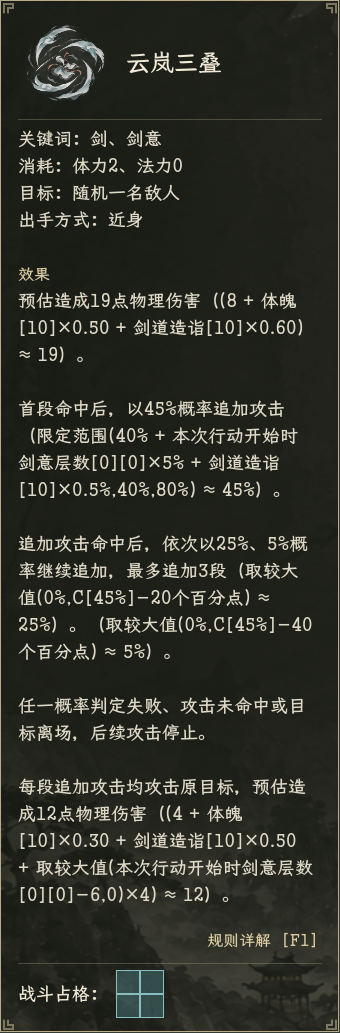 云岚三叠
关键词: 剑、剑意
消耗: 体力2、法力0
目标: 随机一名敌人
出手方式: 近身
效果
预估造成19点物理伤害（(8 + 体魄
[10]×0.50 + 剑道造诣[10]×0.60)
≈ 19）。
首段命中后，以45%概率追加攻击
（限定范围(40% + 本次行动开始时
剑意层数[0][0]×5% + 剑道造诣
[10]×0.5%,40%,80%) ≈ 45%）。
追加攻击命中后，依次以25%、5%概
率继续追加，最多追加3段（取较大
值(0%,C[45%]−20个百分点) ≈
25%）。（取较大值(0%,C[45%]−40
个百分点) ≈ 5%）。
任一概率判定失败、攻击未命中或目
标离场，后续攻击停止。
每段追加攻击均攻击原目标，预估造
成12点物理伤害（(4 + 体魄
[10]×0.30 + 剑道造诣[10]×0.50
+ 取较大值(本次行动开始时剑意层数
[0][0]−6,0)×4) ≈ 12）。
规则详解 [F1]
战斗占格: